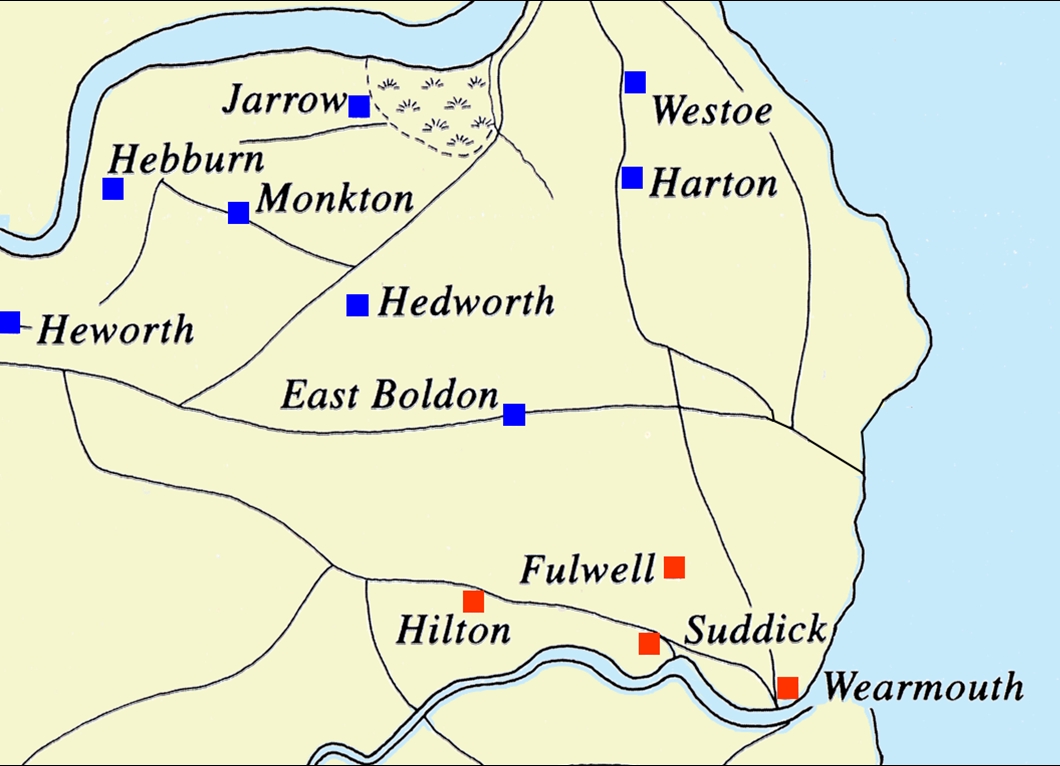 Jarrow
Westoe
Hebburn
Harton
Monkton
Hedworth
Heworth
East Boldon
Fulwell
Hilton
Suddick
Wearmouth